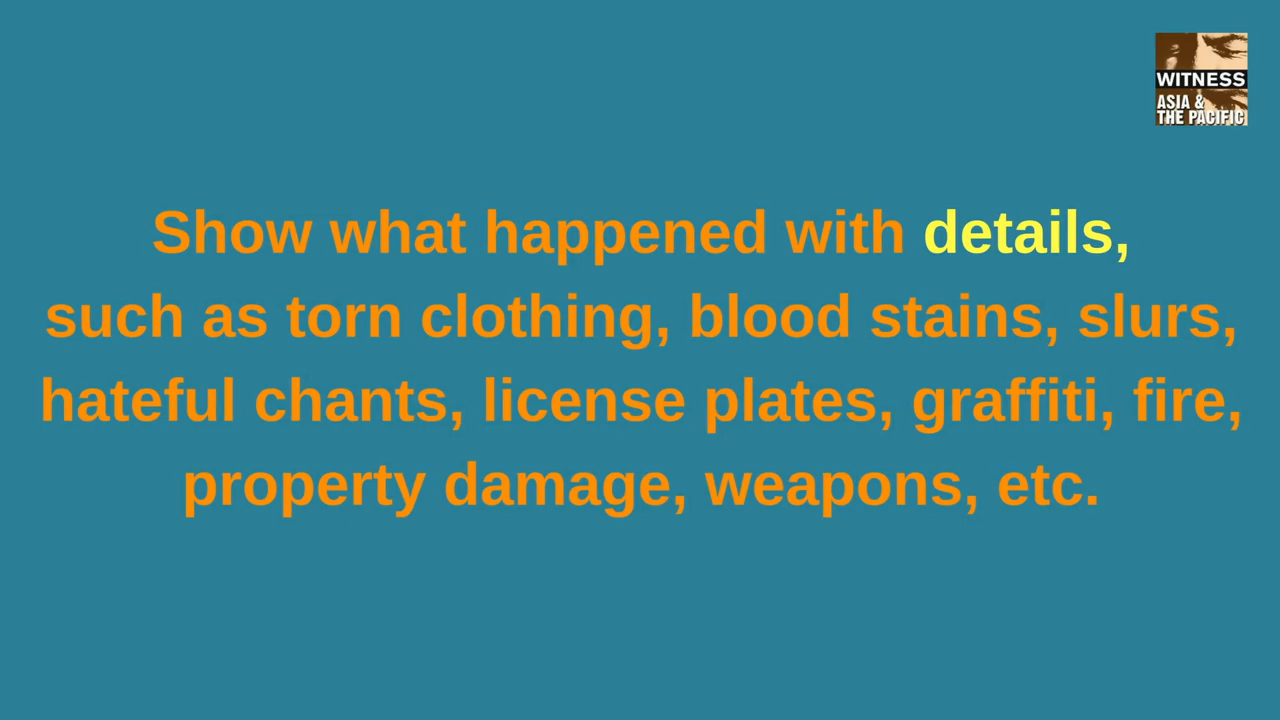 WITNESS
ASIA &
THE PACIFIC
Show what happened with details,
such as torn clothing, blood stains, slurs,
hateful chants, license plates, graffiti, fire,
property damage, weapons, etc.